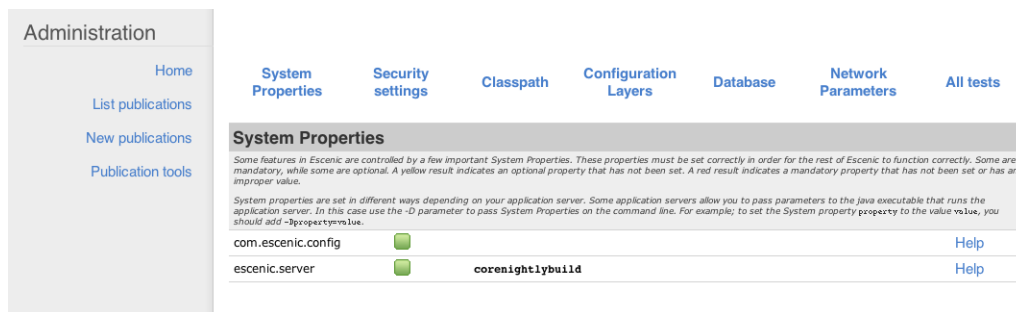 Administration
Home
List publications
New publications
Publication tools
System Properties
Security settings
Classpath
Configuration Layers
Database
Network Parameters
All tests
System Properties
Some features in Escenic are controlled by a few important System Properties. These properties must be set correctly in order for the rest of Escenic to function correctly. Some are
mandatory, while some are optional. A yellow result indicates an optional property that has not been set. A red result indicates a mandatory property that has not been set or has an
improper value.
System properties are set in different ways depending on your application server. Some application servers allow you to pass parameters to the Java executable that runs the
application server. In this case use the -D parameter to pass System Properties on the command line. For example; to set the System property property to the value value, you
should add -Dproperty=value.
com.escenic.config Help
escenic.server corenightlybuild Help